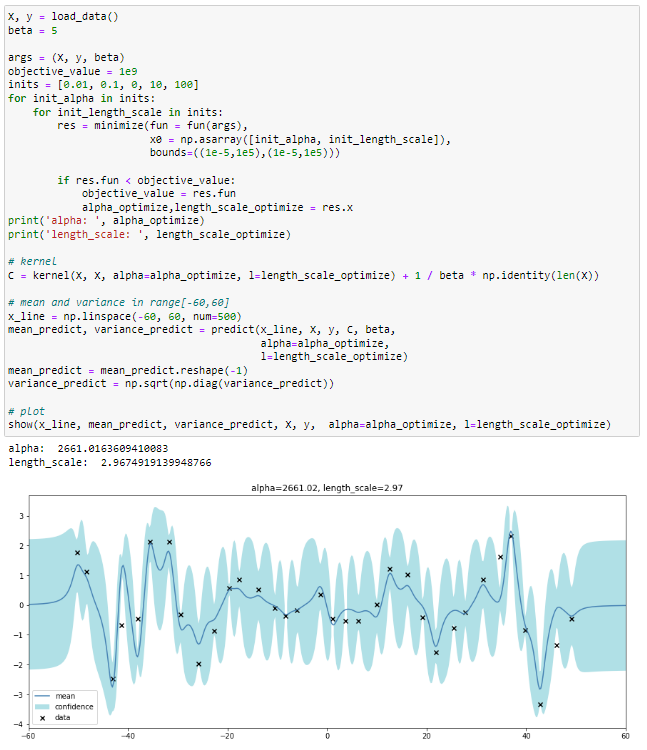 X, y = load_data()
beta = 5
args = (X, y, beta)
objective_value = 1e9
inits = [0.01, 0.1, 0, 10, 100]
for init_alpha in inits:
    for init_length_scale in inits:
        res = minimize(fun = fun(args),
                       x0 = np.asarray([init_alpha, init_length_scale]),
                       bounds=((1e-5,1e5),(1e-5,1e5)))
        if res.fun < objective_value:
            objective_value = res.fun
            alpha_optimize,length_scale_optimize = res.x
print('alpha: ', alpha_optimize)
print('length_scale: ', length_scale_optimize)
# kernel
C = kernel(X, X, alpha=alpha_optimize, l=length_scale_optimize) + 1 / beta * np.identity(len(X))
# mean and variance in range[-60,60]
x_line = np.linspace(-60, 60, num=500)
mean_predict, variance_predict = predict(x_line, X, y, C, beta,
                                         alpha=alpha_optimize,
                                         l=length_scale_optimize)
mean_predict = mean_predict.reshape(-1)
variance_predict = np.sqrt(np.diag(variance_predict))
# plot
show(x_line, mean_predict, variance_predict, X, y,  alpha=alpha_optimize, l=length_scale_optimize)
alpha:  2661.0163609410083
length_scale:  2.9674919139948766
alpha=2661.02, length_scale=2.97
3
2
1
0
−1
−2
−3
−4
mean
confidence
data
−60 −40 −20 0 20 40 60